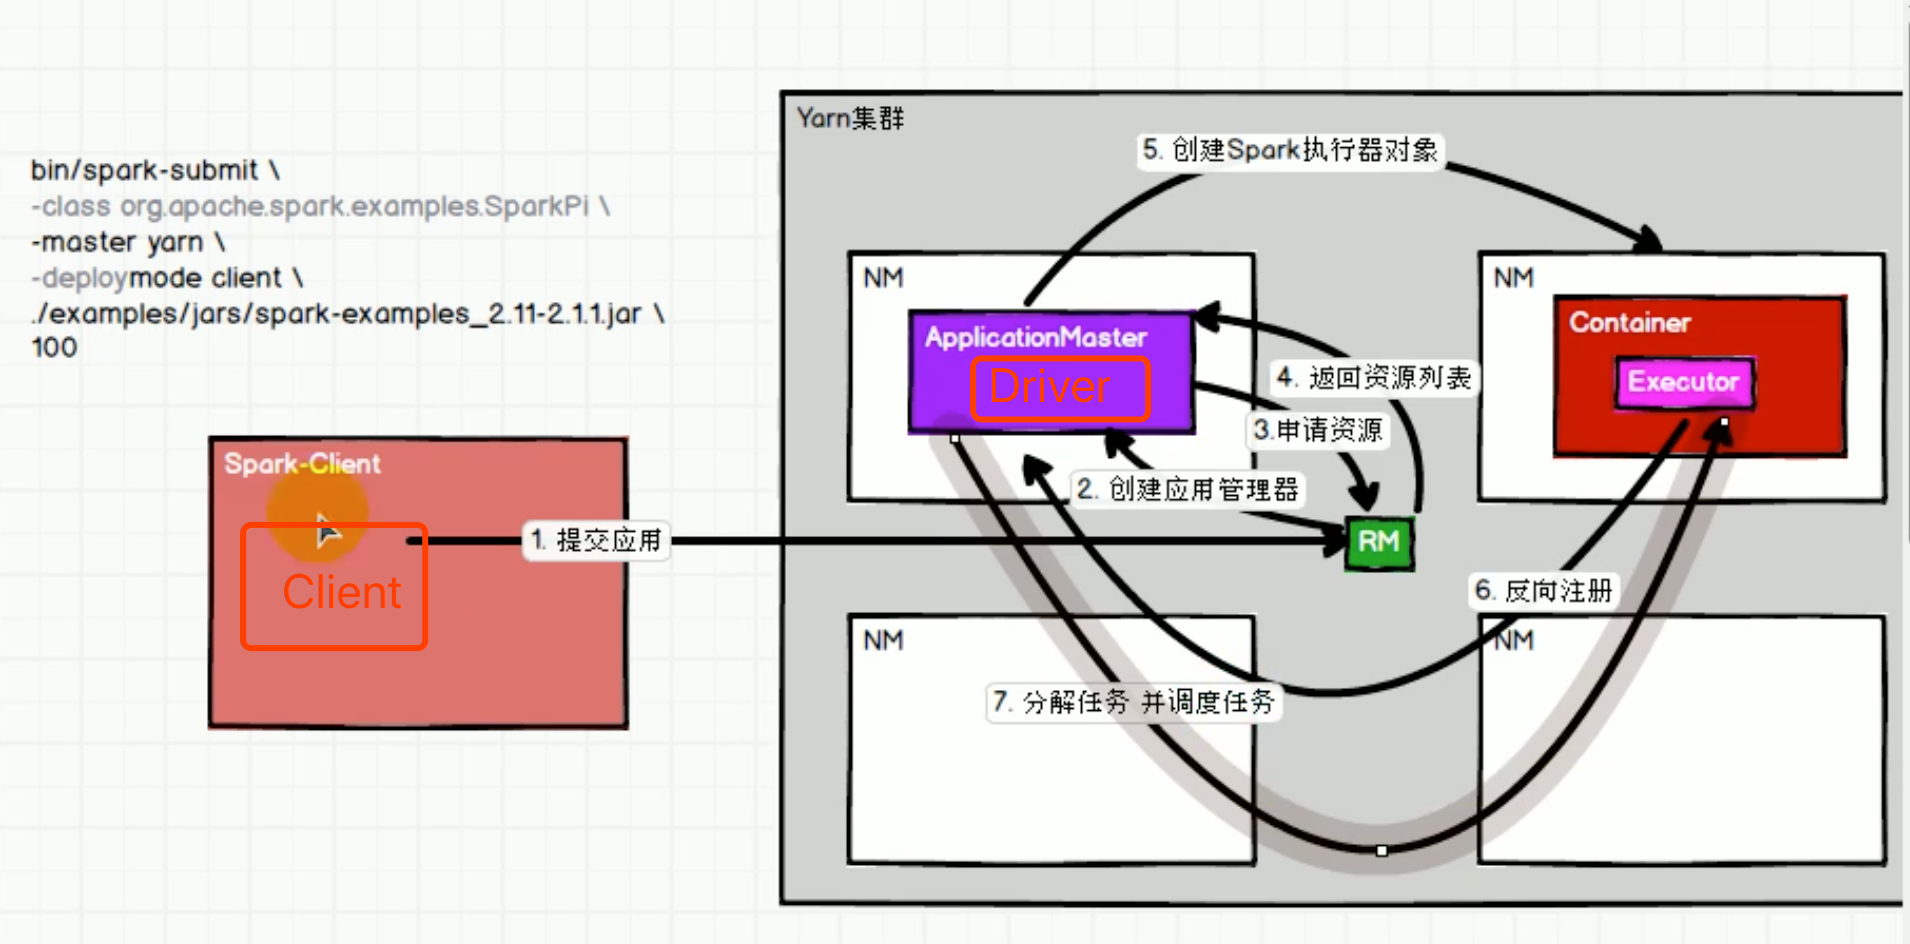 Yarn集群
5. 创建Spark执行器对象
bin/spark-submit \
-class org.apache.spark.examples.SparkPi \
-master yarn \
-deploymode client \
./examples/jars/spark-examples_2.11-2.1.1.jar \
100
NM
ApplicationMaster
Driver
4. 返回资源列表
3.申请资源
2. 创建应用管理器
NM
Container
Executor
Spark-Client
Client
1. 提交应用
RM
6. 反向注册
NM
7. 分解任务 并调度任务
NM